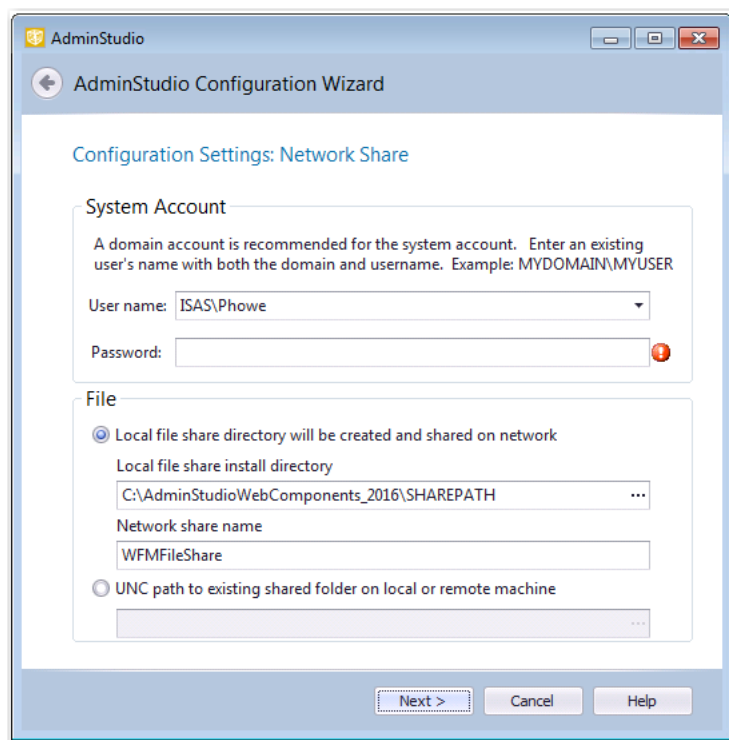 AdminStudio
AdminStudio Configuration Wizard
Configuration Settings: Network Share
System Account
A domain account is recommended for the system account. Enter an existing
user's name with both the domain and username. Example: MYDOMAIN\MYUSER
User name: ISAS\Phowe
Password:
File
Local file share directory will be created and shared on network
Local file share install directory
C:\AdminStudioWebComponents_2016\SHAREPATH ...
Network share name
WFMFileShare
UNC path to existing shared folder on local or remote machine
...
Next > Cancel Help